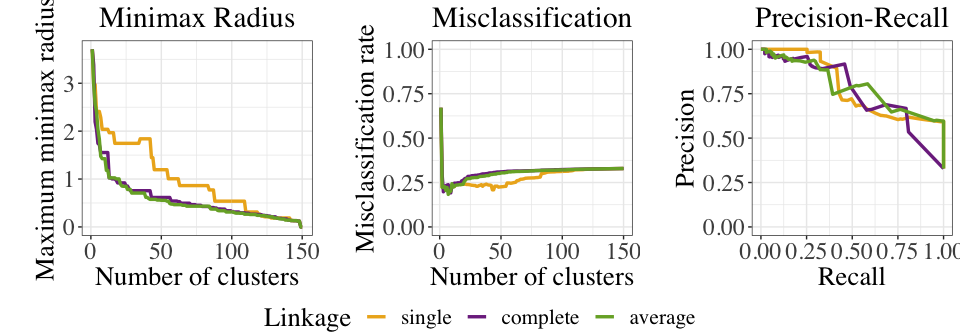 Minimax Radius
Maximum minimax radius
3
2
1
0
0
50
100
150
Number of clusters
Misclassification
Misclassification rate
1.00
0.75
0.50
0.25
0.00
0
50
100
150
Number of clusters
Precision-Recall
Precision
1.00
0.75
0.50
0.25
0.00
0.00 0.25 0.50 0.75 1.00
Recall
Linkage single complete average